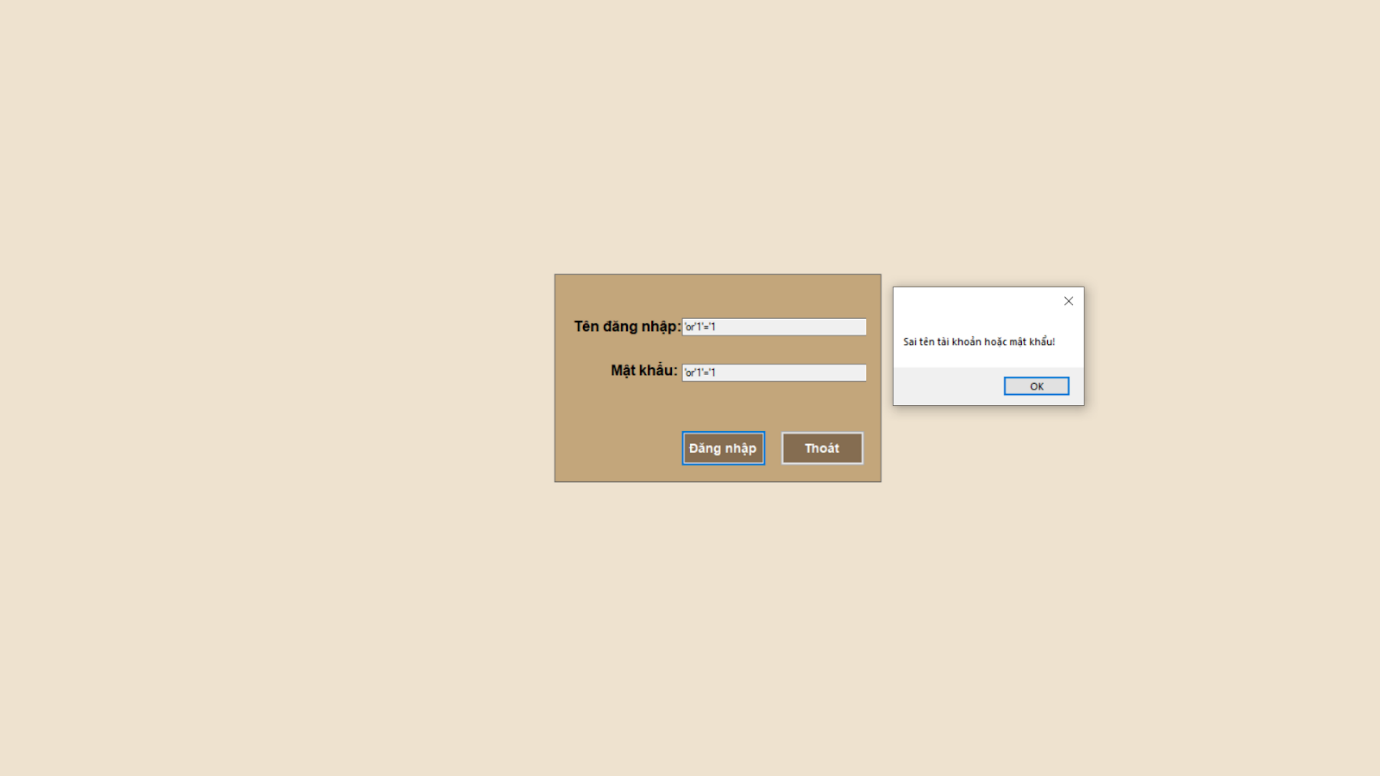 Tên đăng nhập: 'or'1'='1
Mật khẩu: 'or'1'='1
Đăng nhập Thoát
Sai tên tài khoản hoặc mật khẩu!
OK